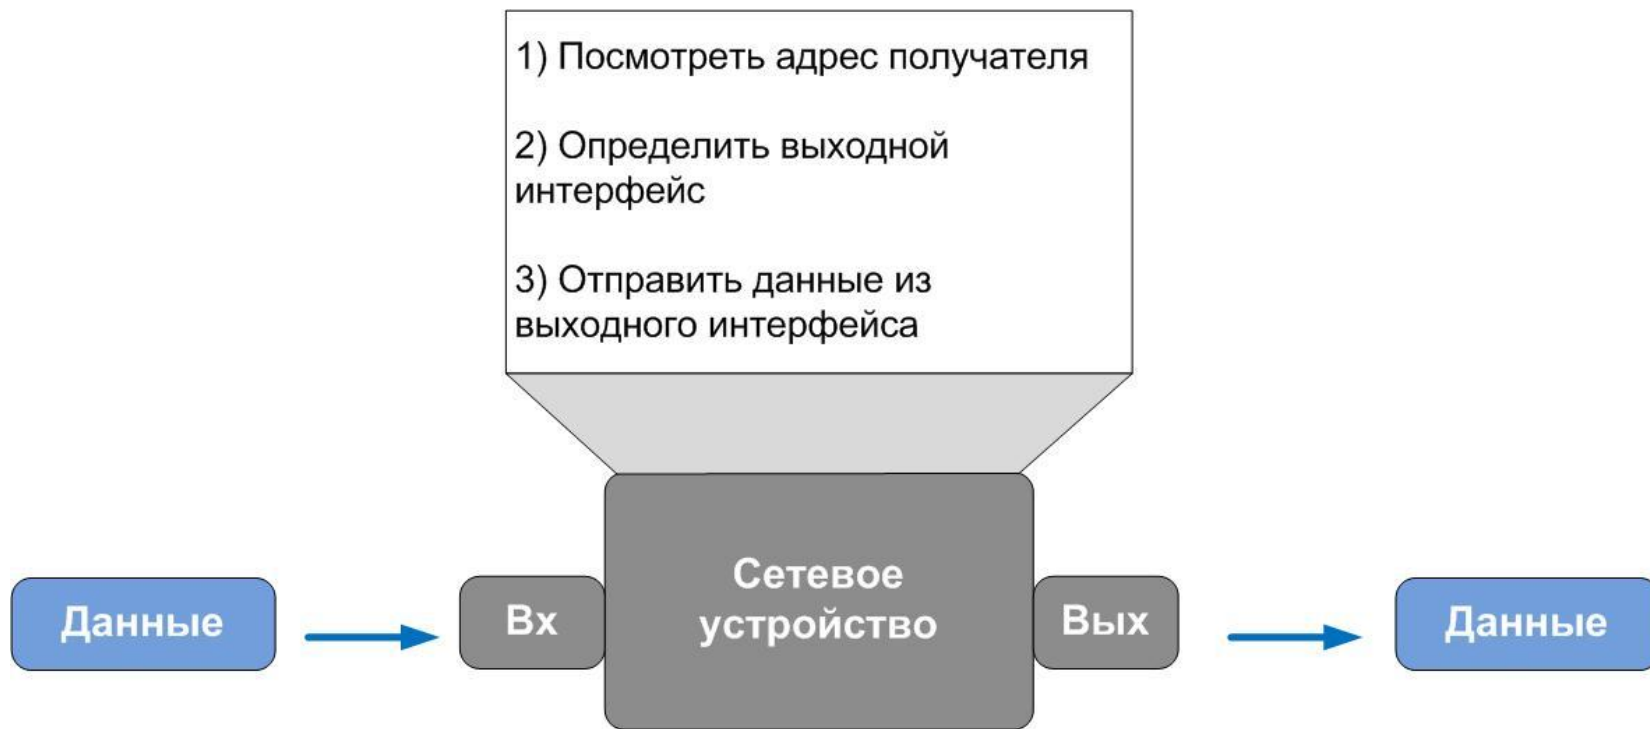 1) Посмотреть адрес получателя
2) Определить выходной
интерфейс
3) Отправить данные из
выходного интерфейса
Данные
Вх
Сетевое
устройство
Вых
Данные